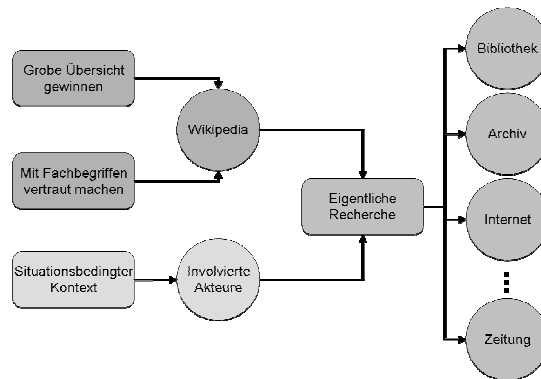 Grobe Übersicht
gewinnen
Mit Fachbegriffen
vertraut machen
Situationsbedingter
Kontext
Wikipedia
Involvierte
Akteure
Eigentliche
Recherche
Bibliothek
Archiv
Internet
Zeitung